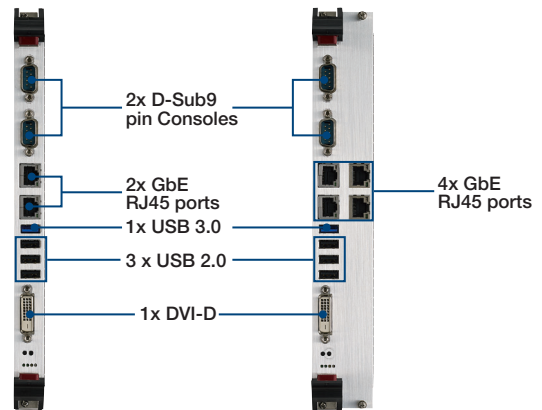 2x D-Sub9
pin Consoles
2x GbE
RJ45 ports
4x GbE
RJ45 ports
1x USB 3.0
3 x USB 2.0
1x DVI-D